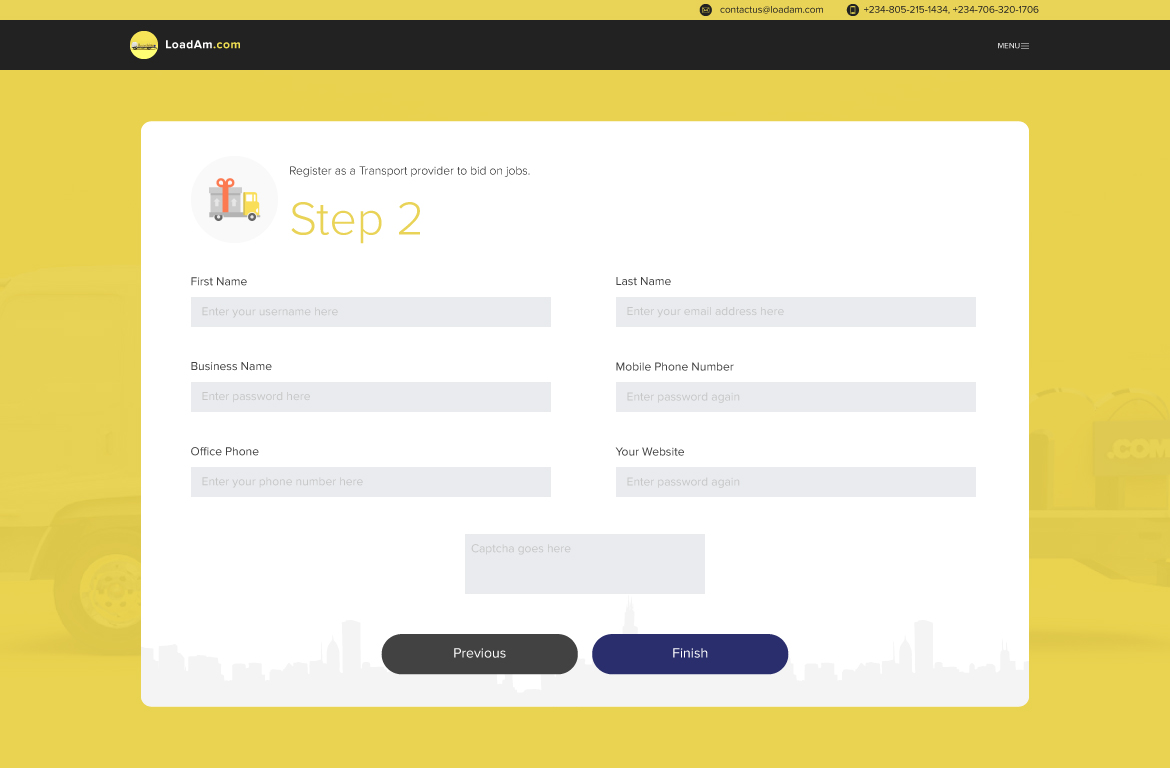 contactus@loadam.com +234-805-215-1434, +234-706-320-1706
LoadAm.com MENU
Register as a Transport provider to bid on jobs.
Step 2
First Name Last Name
Enter your username here Enter your email address here
Business Name Mobile Phone Number
Enter password here Enter password again
.COM
Office Phone Your Website
Enter your phone number here Enter password again
Captcha goes here
Previous Finish